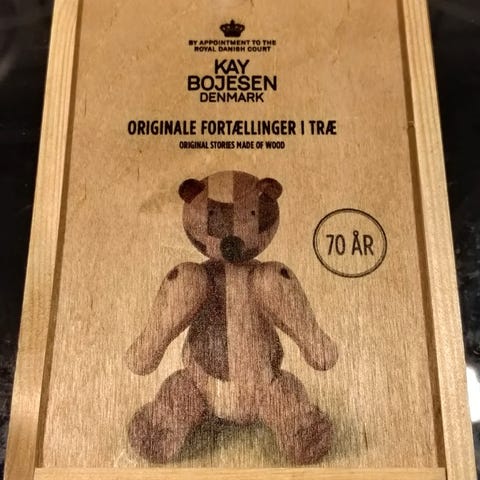 BY APPOINTMENT TO THE
ROYAL DANISH COURT
KAY
BOJESEN
DENMARK
ORIGINALE FORTÆLLINGER I TRÆ
ORIGINAL STORIES MADE OF WOOD
70 ÅR